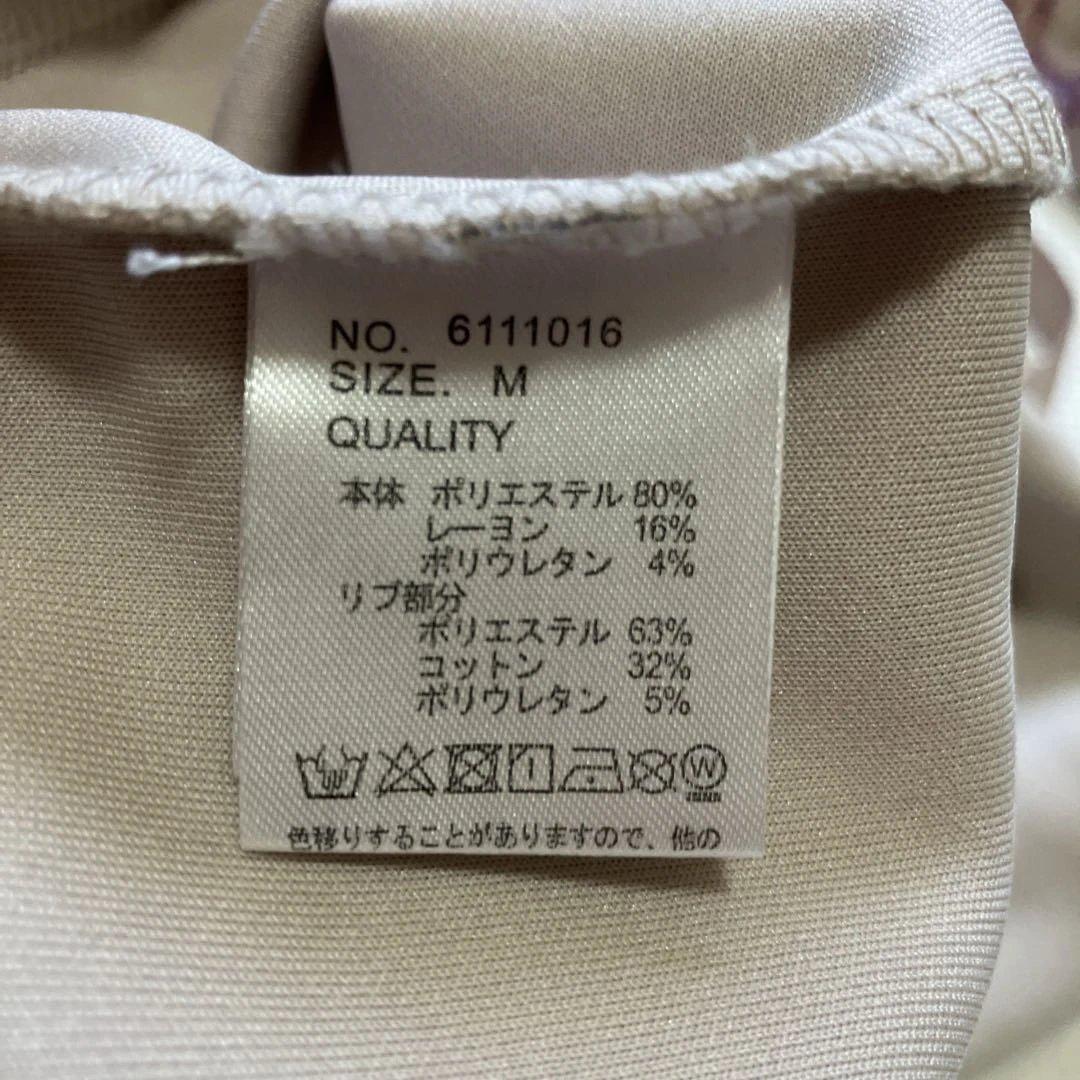 NO. 6111016
SIZE. M
QUALITY
本体 ポリエステル 80%
レーヨン 16%
ポリウレタン 4%
リブ部分
ポリエステル 63%
コットン 32%
ポリウレタン 5%
W
色移りすることがありますので、他の